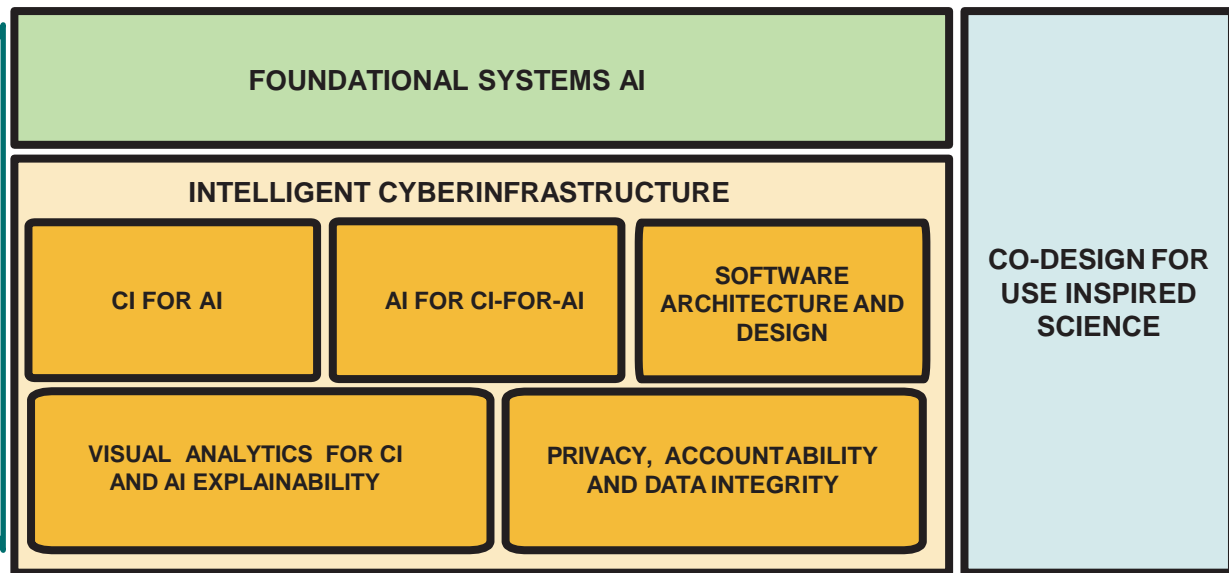 FOUNDATIONAL SYSTEMS AI
INTELLIGENT CYBERINFRASTRUCTURE
CI FOR AI
AI FOR CI-FOR-AI
SOFTWARE
ARCHITECTURE AND
DESIGN
VISUAL ANALYTICS FOR CI
AND AI EXPLAINABILITY
PRIVACY, ACCOUNTABILITY
AND DATA INTEGRITY
CO-DESIGN FOR
USE INSPIRED
SCIENCE